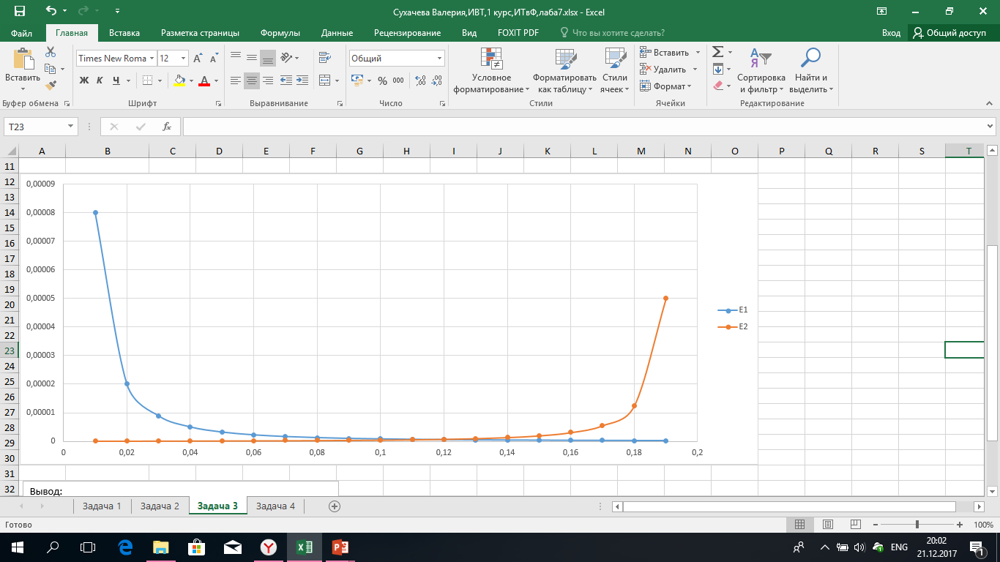 Сухачева Валерия,ИВТ,1 курс,ИТвФ,лаба7.xlsx - Excel
Файл Главная Вставка Разметка страницы Формулы Данные Рецензирование Вид FOXIT PDF Что вы хотите сделать? Вход Общий доступ
Вставить
Буфер обмена
Times New Roma 12
Ж К Ч А
Шрифт
Выравнивание
Общий
% 000
Число
Условное форматирование
Форматировать как таблицу
Стили ячеек
Стили
Вставить
Удалить
Формат
Ячейки
Сортировка и фильтр
Найти и выделить
Редактирование
T23 fx
A B C D E F G H I J K L M N O P Q R S T
11
12
13
14
15
16
17
18
19
20
21
22
23
24
25
26
27
28
29
30
31
32
0,00009
0,00008
0,00007
0,00006
0,00005
0,00004
0,00003
0,00002
0,00001
0
0 0,02 0,04 0,06 0,08 0,1 0,12 0,14 0,16 0,18 0,2
E1
E2
Вывод:
Задача 1 Задача 2 Задача 3 Задача 4
Готово 100%
ENG 20:02
21.12.2017 1